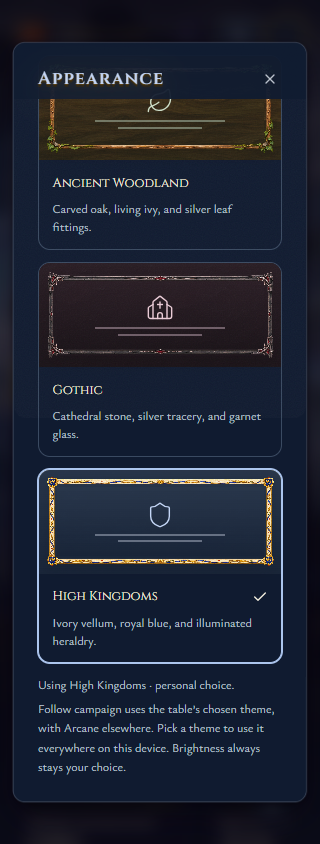 Appearance
Ancient Woodland
Carved oak, living ivy, and silver leaf
fittings.
Gothic
Cathedral stone, silver tracery, and garnet
glass.
High Kingdoms
Ivory vellum, royal blue, and illuminated
heraldry.
Using High Kingdoms · personal choice.
Follow campaign uses the table's chosen theme,
with Arcane elsewhere. Pick a theme to use it
everywhere on this device. Brightness always
stays your choice.